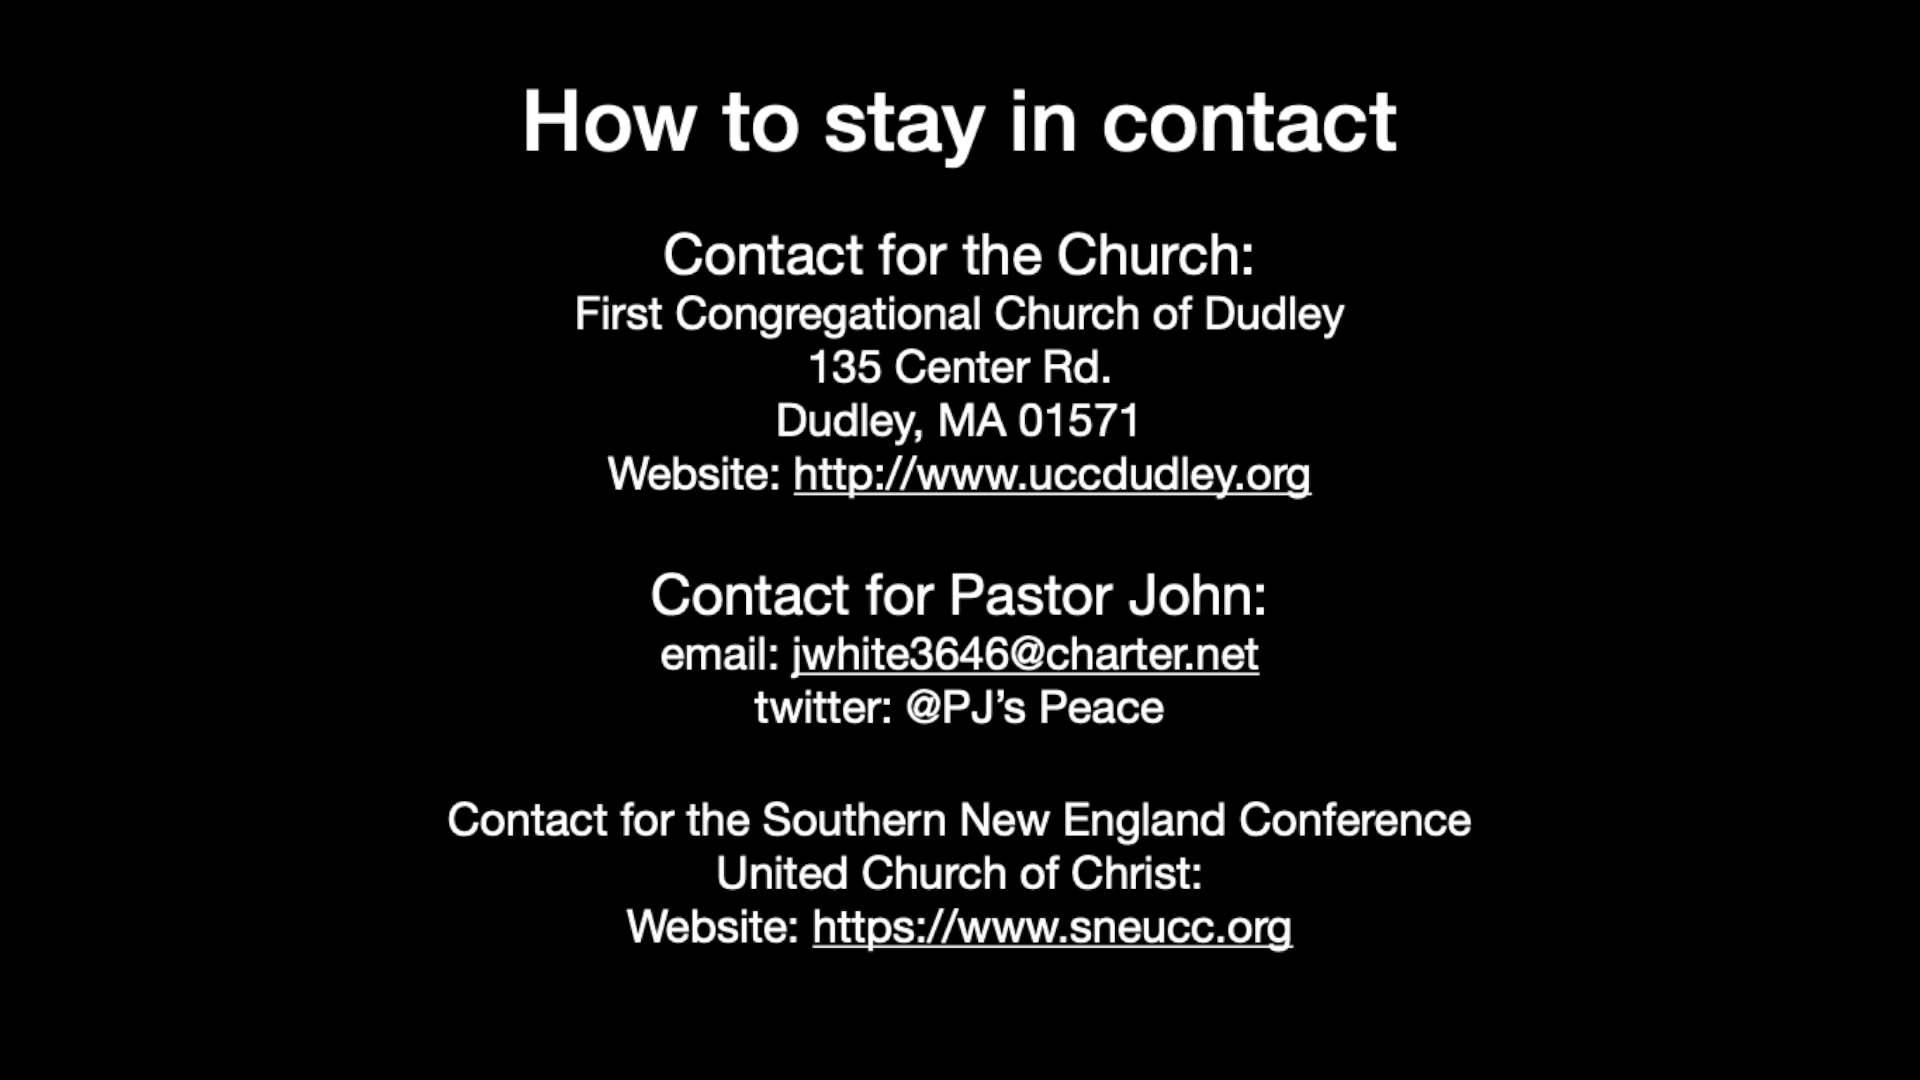 How to stay in contact
Contact for the Church:
First Congregational Church of Dudley
135 Center Rd.
Dudley, MA 01571
Website: http://www.uccdudley.org
Contact for Pastor John:
email: jwhite3646@charter.net
twitter: @PJ’s Peace
Contact for the Southern New England Conference
United Church of Christ:
Website: https://www.sneucc.org